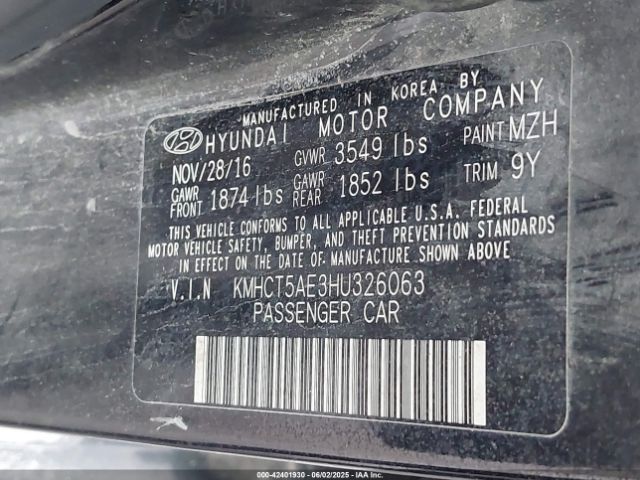 MANUFACTURED IN KOREA BY
HYUNDAI MOTOR COMPANY
NOV/28/16 GVWR 3549 lbs PAINT MZH
GAWR FRONT 1874 lbs GAWR REAR 1852 lbs TRIM 9Y
THIS VEHICLE CONFORMS TO ALL APPLICABLE U.S.A. FEDERAL
MOTOR VEHICLE SAFETY, BUMPER, AND THEFT PREVENTION STANDARDS
IN EFFECT ON THE DATE OF MANUFACTURE SHOWN ABOVE
V.I.N KMHCT5AE3HU326063
PASSENGER CAR
000-42401930 - 06/02/2025 - IAA Inc.